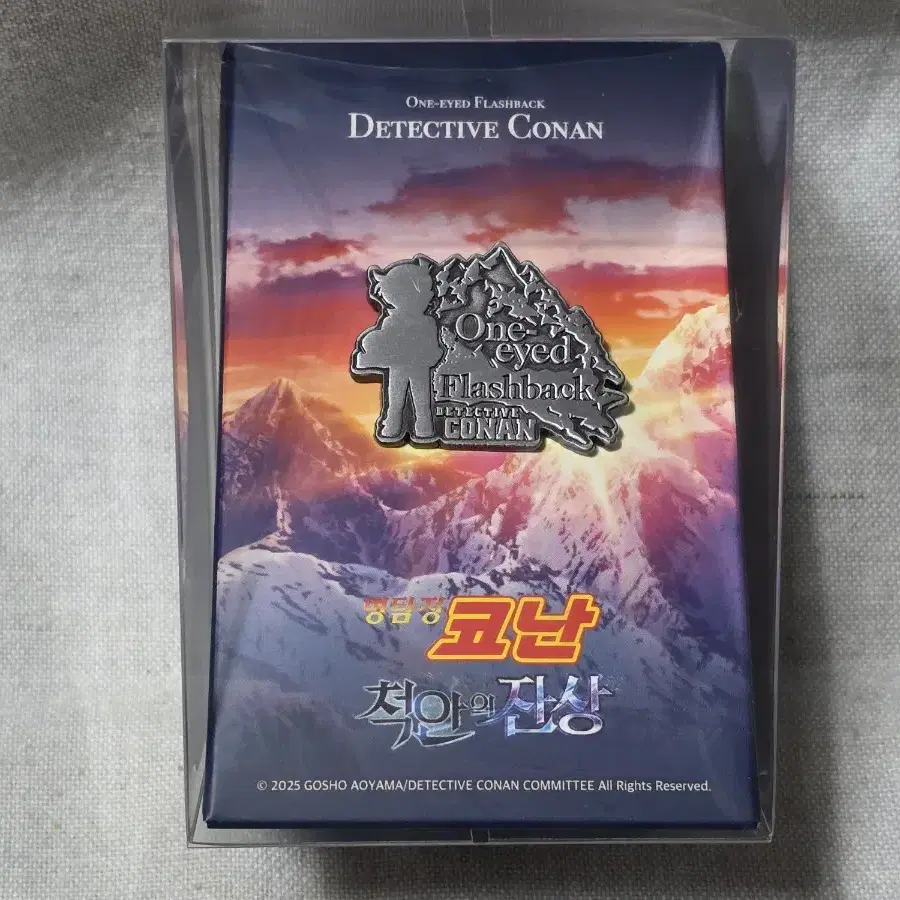 ONE-EYED FLASHBACK
DETECTIVE CONAN
One-
eyed
Flashback
DETECTIVE
CONAN
명탐정 코난
척안의 잔상
© 2025 GOSHO AOYAMA/DETECTIVE CONAN COMMITTEE All Rights Reserved.